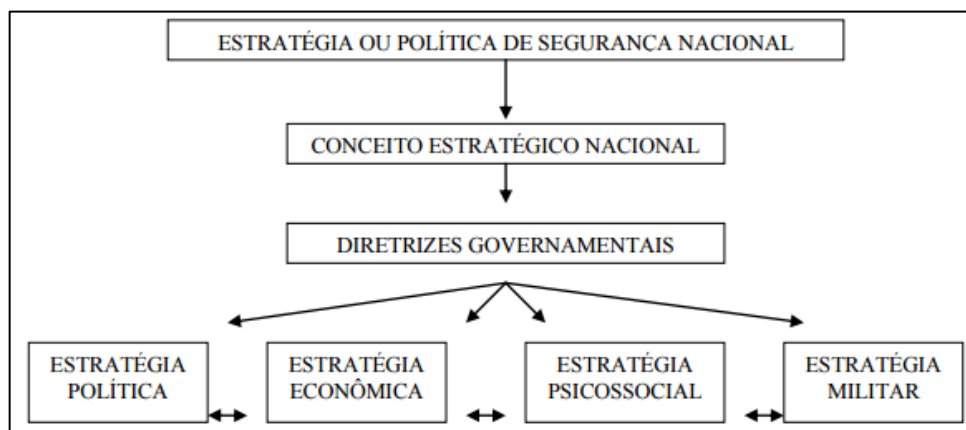 ESTRATÉGIA OU POLÍTICA DE SEGURANÇA NACIONAL
CONCEITO ESTRATÉGICO NACIONAL
DIRETRIZES GOVERNAMENTAIS
ESTRATÉGIA
POLÍTICA
ESTRATÉGIA
ECONÔMICA
ESTRATÉGIA
PSICOSSOCIAL
ESTRATÉGIA
MILITAR